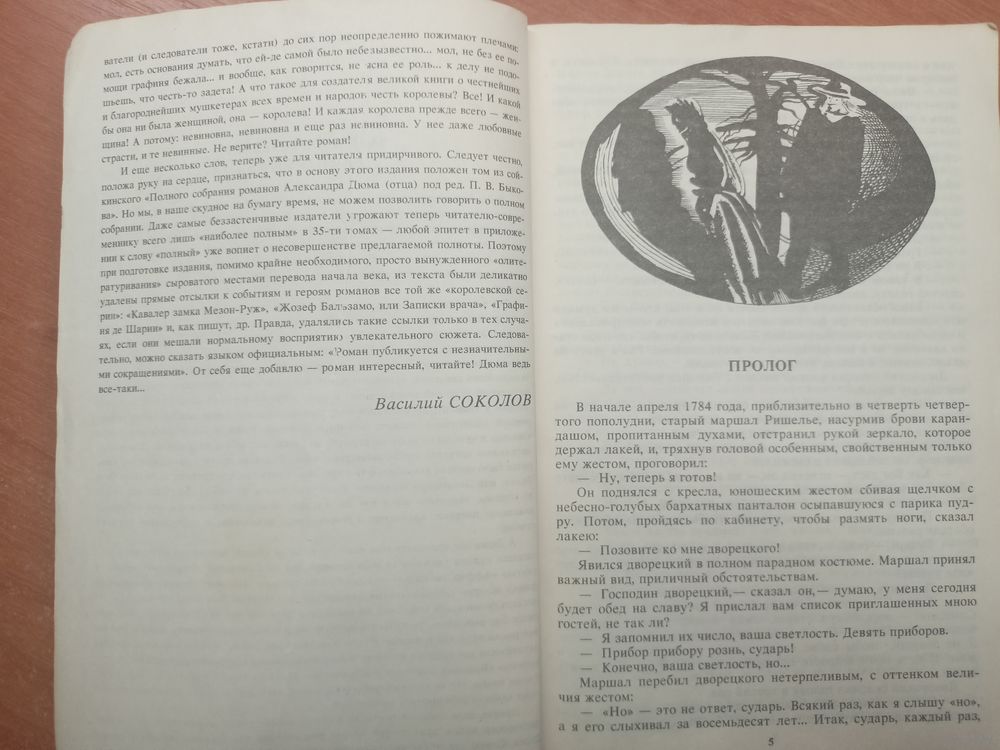 ватели (и следователи тоже, кстати) до сих пор неопределенно пожимают плечами:
мол, есть основания думать, что ей-де самой было небезызвестно... мол, не без ее по-
мощи графиня бежала... и вообще, как говорится, не ясна ее роль... к делу не подо-
шьешь, что честь-то задета! А что такое для создателя великой книги о честнейших
и благороднейших мушкетерах всех времен и народов честь королевы? Все! И какой
бы она ни была женщиной, она — королева! И каждая королева прежде всего — жен-
щина! А потому: невиновна, невиновна и еще раз невиновна. У нее даже любовные
страсти, и те невинные. Не верите? Читайте роман!
И еще несколько слов, теперь уже для читателя придирчивого. Следует честно,
положа руку на сердце, признаться, что в основу этого издания положен том из сой-
кинского «Полного собрания романов Александра Дюма (отца) под ред. П. В. Быко-
ва». Но мы, в наше скудное на бумагу время, не можем позволить говорить о полном
собрании. Даже самые беззастенчивые издатели угрожают теперь читателю-совре-
меннику всего лишь «наиболее полным» в 35-ти томах — любой эпитет в приложе-
нии к слову «полный» уже вопиет о несовершенстве предлагаемой полноты. Поэтому
при подготовке издания, помимо крайне необходимого, просто вынужденного «олите-
ратуривания» сыроватого местами перевода начала века, из текста были деликатно
удалены прямые отсылки к событиям и героям романов все той же «королевской се-
рии»: «Кавалер замка Мезон-Руж», «Жозеф Бальзамо, или Записки врача», «Графи-
ня де Шарни» и, как пишут, др. Правда, удалялись такие ссылки только в тех случа-
ях, если они мешали нормальному восприятию увлекательного сюжета. Следова-
тельно, можно сказать языком официальным: «Роман публикуется с незначительны-
ми сокращениями». От себя еще добавлю — роман интересный, читайте! Дюма ведь
все-таки...
Василий СОКОЛОВ
ПРОЛОГ
В начале апреля 1784 года, приблизительно в четверть четвер-
того пополудни, старый маршал Ришелье, насурмив брови каран-
дашом, пропитанным духами, отстранил рукой зеркало, которое
держал лакей, и, тряхнув головой особенным, свойственным только
ему жестом, проговорил:
— Ну, теперь я готов!
Он поднялся с кресла, юношеским жестом сбивая щелчком с
небесно-голубых бархатных панталон осыпавшуюся с парика пуд-
ру. Потом, пройдясь по кабинету, чтобы размять ноги, сказал
лакею:
— Позовите ко мне дворецкого!
Явился дворецкий в полном парадном костюме. Маршал принял
важный вид, приличный обстоятельствам.
— Господин дворецкий,— сказал он,— думаю, у меня сегодня
будет обед на славу? Я прислал вам список приглашенных мною
гостей, не так ли?
— Я запомнил их число, ваша светлость. Девять приборов.
— Прибор прибору рознь, сударь!
— Конечно, ваша светлость, но...
Маршал перебил дворецкого нетерпеливым, с оттенком вели-
чия жестом:
— «Но» — это не ответ, сударь. Всякий раз, как я слышу «но»,
а я его слыхивал за восемьдесят лет... Итак, сударь, каждый раз,
5